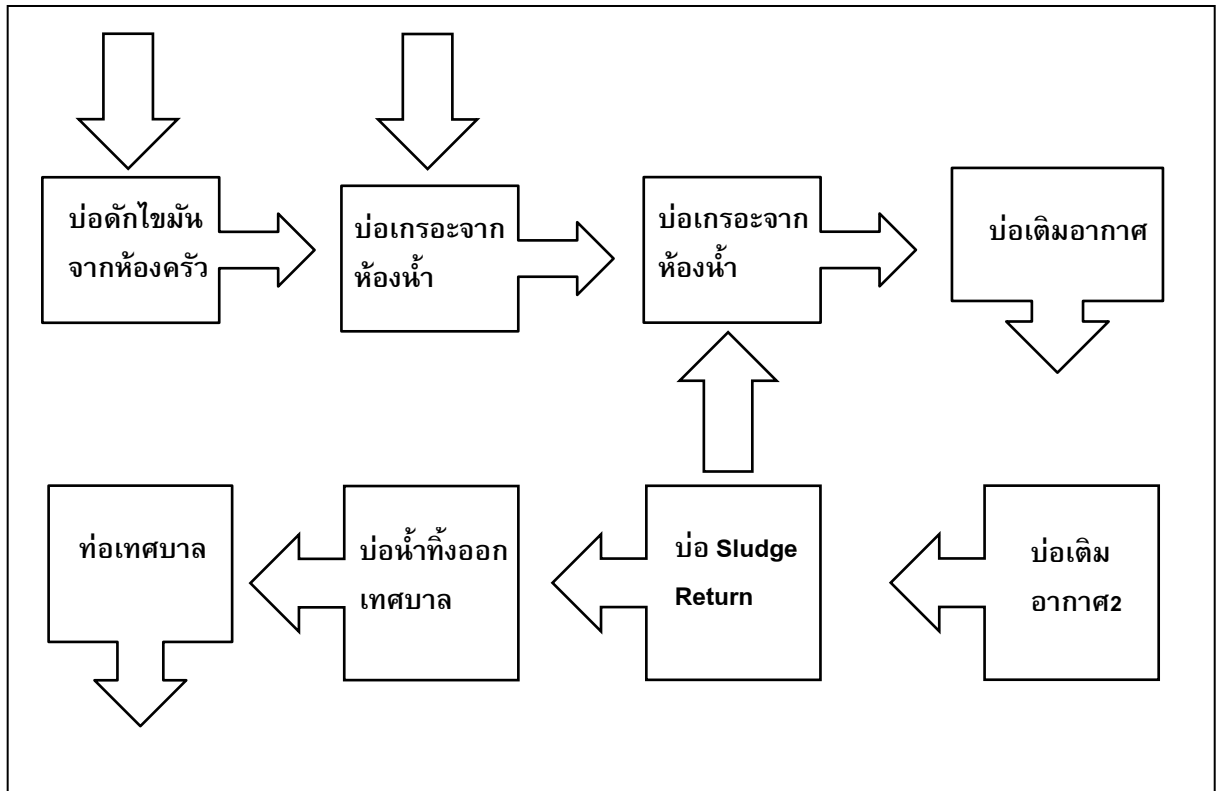 บ่อดักไขมัน
จากห้องครัว
บ่อเกรอะจาก
ห้องน้ำ
บ่อเกรอะจาก
ห้องน้ำ
บ่อเติมอากาศ
ท่อเทศบาล
บ่อน้ำทิ้งออก
เทศบาล
บ่อ Sludge
Return
บ่อเติม
อากาศ2